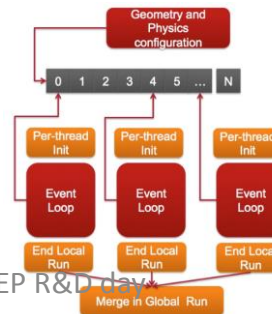 Geometry and
Physics
configuration
0 1 2 3 4 5 ... N
Per-thread
Init
Per-thread
Init
Per-thread
Init
Event
Loop
Event
Loop
Event
Loop
End Local
Run
End Local
Run
End Local
Run
EP R&D day
Merge in Global Run